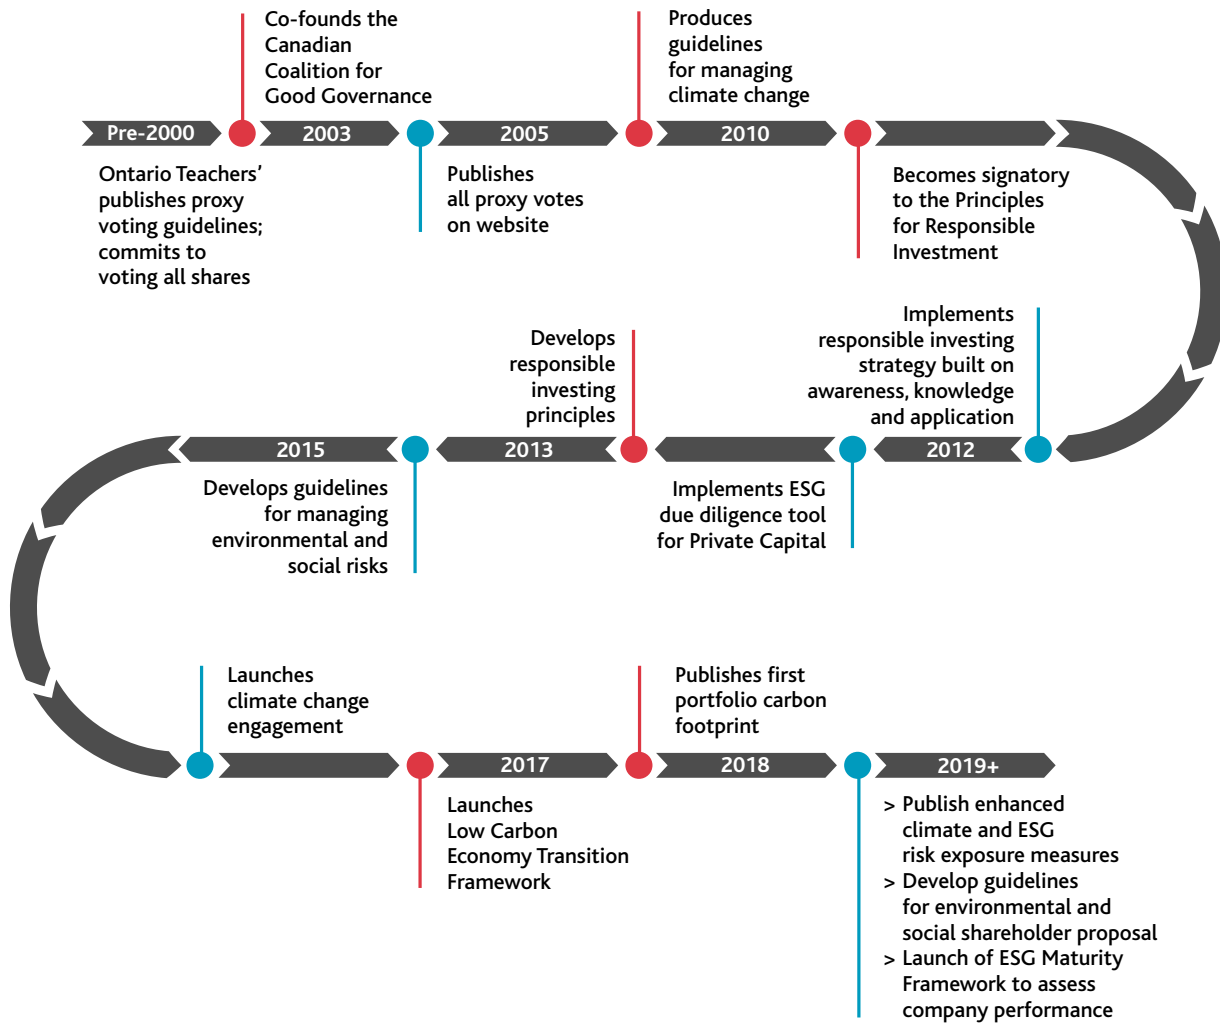 Pre-2000
Ontario Teachers’
publishes proxy
voting guidelines;
commits to
voting all shares
Co-founds the
Canadian
Coalition for
Good Governance
2003
2005
Publishes
all proxy votes
on website
Produces
guidelines
for managing
climate change
2010
Becomes signatory
to the Principles
for Responsible
Investment
Implements
responsible investing
strategy built on
awareness, knowledge
and application
2012
Implements ESG
due diligence tool
for Private Capital
Develops
responsible
investing
principles
2013
2015
Develops guidelines
for managing
environmental and
social risks
Launches
climate change
engagement
2017
Launches
Low Carbon
Economy Transition
Framework
Publishes first
portfolio carbon
footprint
2018
2019+
> Publish enhanced
climate and ESG
risk exposure measures
> Develop guidelines
for environmental and
social shareholder proposal
> Launch of ESG Maturity
Framework to assess
company performance